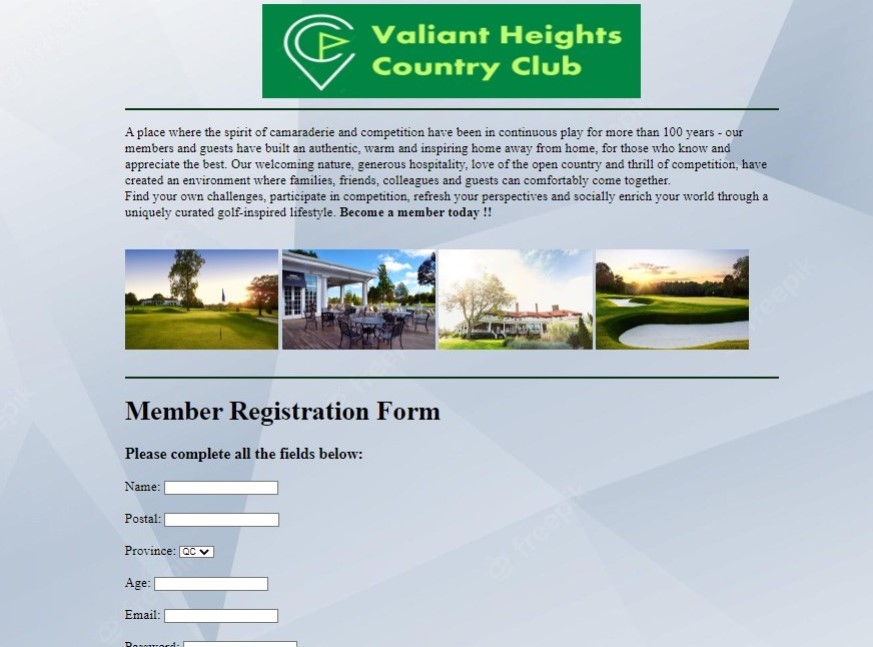 Valiant Heights
Country Club
A place where the spirit of camaraderie and competition have been in continuous play for more than 100 years - our
members and guests have built an authentic, warm and inspiring home away from home, for those who know and
appreciate the best. Our welcoming nature, generous hospitality, love of the open country and thrill of competition, have
created an environment where families, friends, colleagues and guests can comfortably come together.
Find your own challenges, participate in competition, refresh your perspectives and socially enrich your world through a
uniquely curated golf-inspired lifestyle. Become a member today !!
Member Registration Form
Please complete all the fields below:
Name:
Postal:
Province: QC
Age:
Email:
Password:
freepik